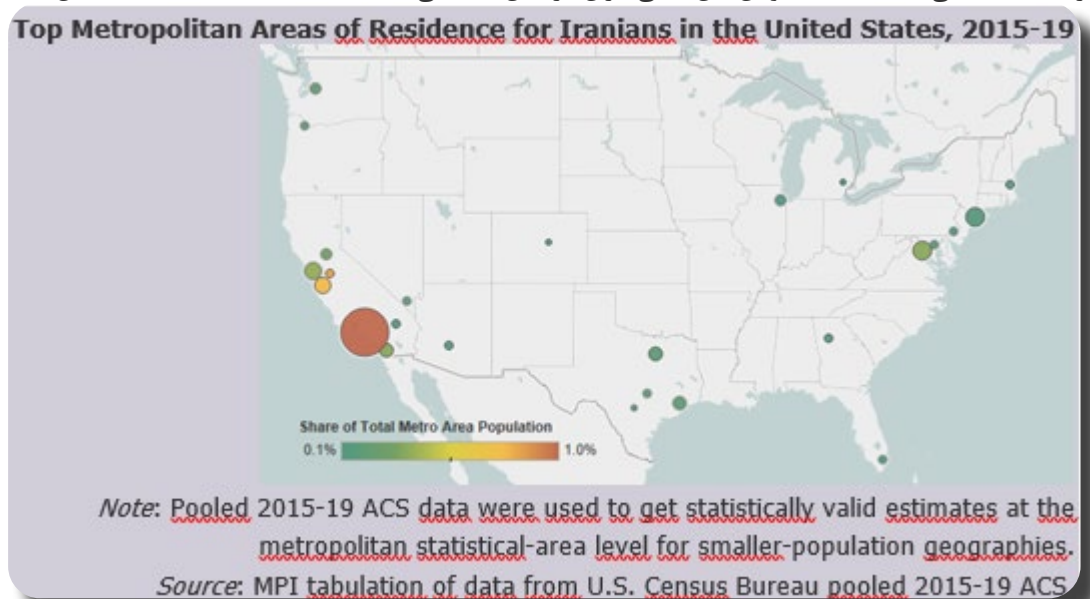 Top Metropolitan Areas of Residence for Iranians in the United States, 2015-19
Share of Total Metro Area Population
0.1% 1.0%
Note: Pooled 2015-19 ACS data were used to get statistically valid estimates at the
metropolitan statistical-area level for smaller-population geographies.
Source: MPI tabulation of data from U.S. Census Bureau pooled 2015-19 ACS